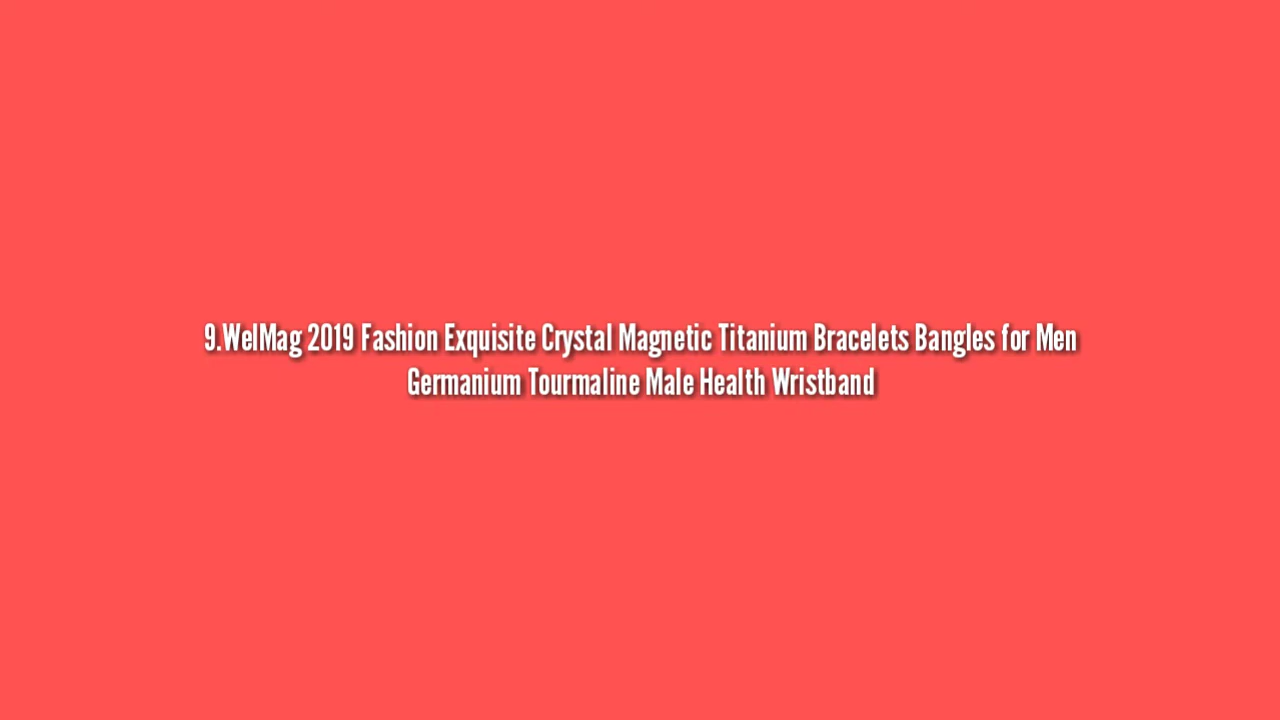 9.WelMag 2019 Fashion Exquisite Crystal Magnetic Titanium Bracelets Bangles for Men
Germanium Tourmaline Male Health Wristband